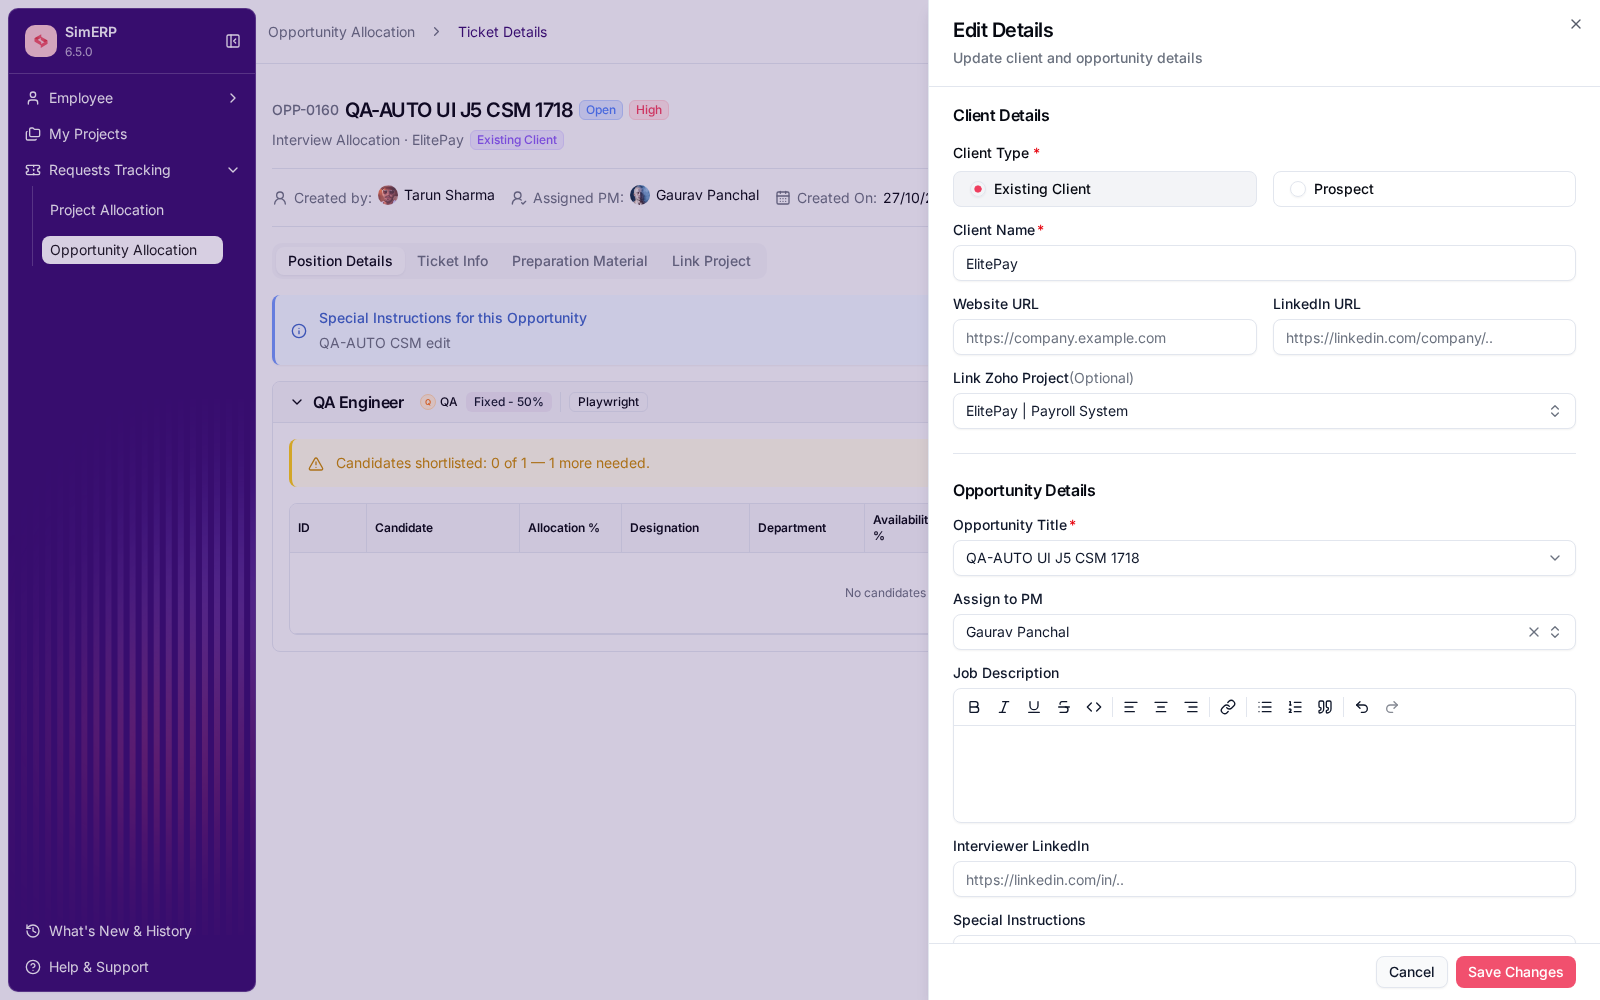 SimERP
6.5.0
Employee
My Projects
Requests Tracking
Project Allocation
Opportunity Allocation
What's New & History
Help & Support
Opportunity Allocation > Ticket Details
OPP-0160 QA-AUTO UI J5 CSM 1718 Open High
Interview Allocation · ElitePay Existing Client
Created by: Tarun Sharma Assigned PM: Gaurav Panchal Created On: 27/10/2
Position Details Ticket Info Preparation Material Link Project
Special Instructions for this Opportunity
QA-AUTO CSM edit
QA Engineer Q QA Fixed - 50% Playwright
Candidates shortlisted: 0 of 1 — 1 more needed.
ID Candidate Allocation % Designation Department Availabilit
%
No candidates
Edit Details
Update client and opportunity details
Client Details
Client Type *
Existing Client Prospect
Client Name *
ElitePay
Website URL LinkedIn URL
https://company.example.com https://linkedin.com/company/..
Link Zoho Project(Optional)
ElitePay | Payroll System
Opportunity Details
Opportunity Title *
QA-AUTO UI J5 CSM 1718
Assign to PM
Gaurav Panchal
Job Description
Interviewer LinkedIn
https://linkedin.com/in/..
Special Instructions
Cancel Save Changes